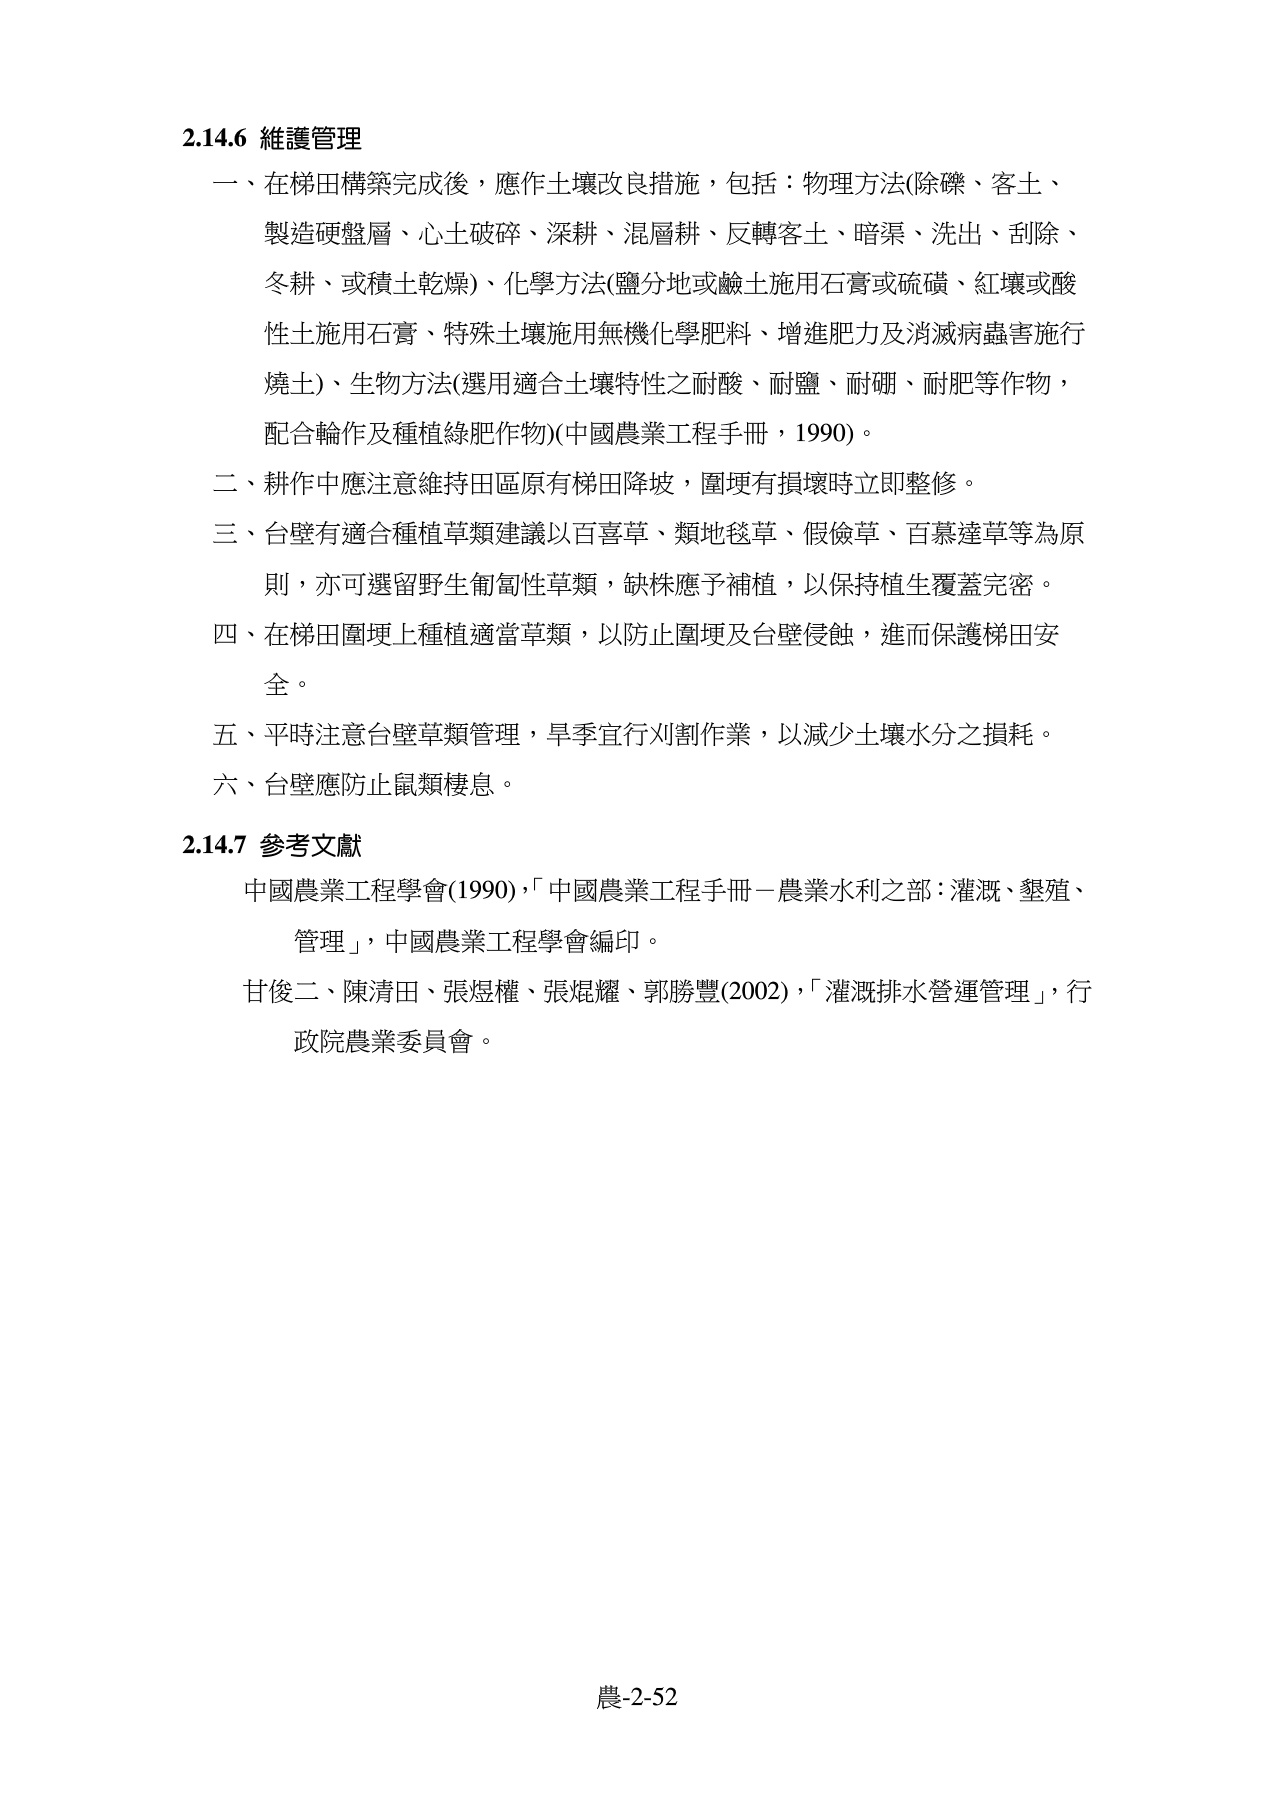 2.14.6 維護管理
一、在梯田構築完成後，應作土壤改良措施，包括：物理方法(除礫、客土、
製造硬盤層、心土破碎、深耕、混層耕、反轉客土、暗渠、洗出、刮除、
冬耕、或積土乾燥)、化學方法(鹽分地或鹼土施用石膏或硫磺、紅壤或酸
性土施用石膏、特殊土壤施用無機化學肥料、增進肥力及消滅病蟲害施行
燒土)、生物方法(選用適合土壤特性之耐酸、耐鹽、耐硼、耐肥等作物，
配合輪作及種植綠肥作物)(中國農業工程手冊，1990)。
二、耕作中應注意維持田區原有梯田降坡，圍埂有損壞時立即整修。
三、台壁有適合種植草類建議以百喜草、類地毯草、假儉草、百慕達草等為原
則，亦可選留野生匍匐性草類，缺株應予補植，以保持植生覆蓋完密。
四、在梯田圍埂上種植適當草類，以防止圍埂及台壁侵蝕，進而保護梯田安
全。
五、平時注意台壁草類管理，旱季宜行刈割作業，以減少土壤水分之損耗。
六、台壁應防止鼠類棲息。
2.14.7 參考文獻
中國農業工程學會(1990)，「中國農業工程手冊－農業水利之部：灌溉、墾殖、
管理」，中國農業工程學會編印。
甘俊二、陳清田、張煜權、張焜耀、郭勝豐(2002)，「灌溉排水營運管理」，行
政院農業委員會。
農-2-52